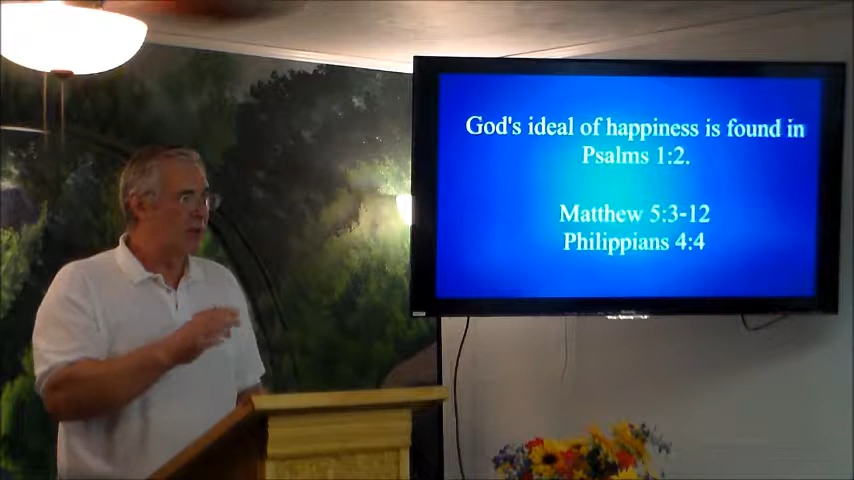 God's ideal of happiness is found in
Psalms 1:2.
Matthew 5:3-12
Philippians 4:4